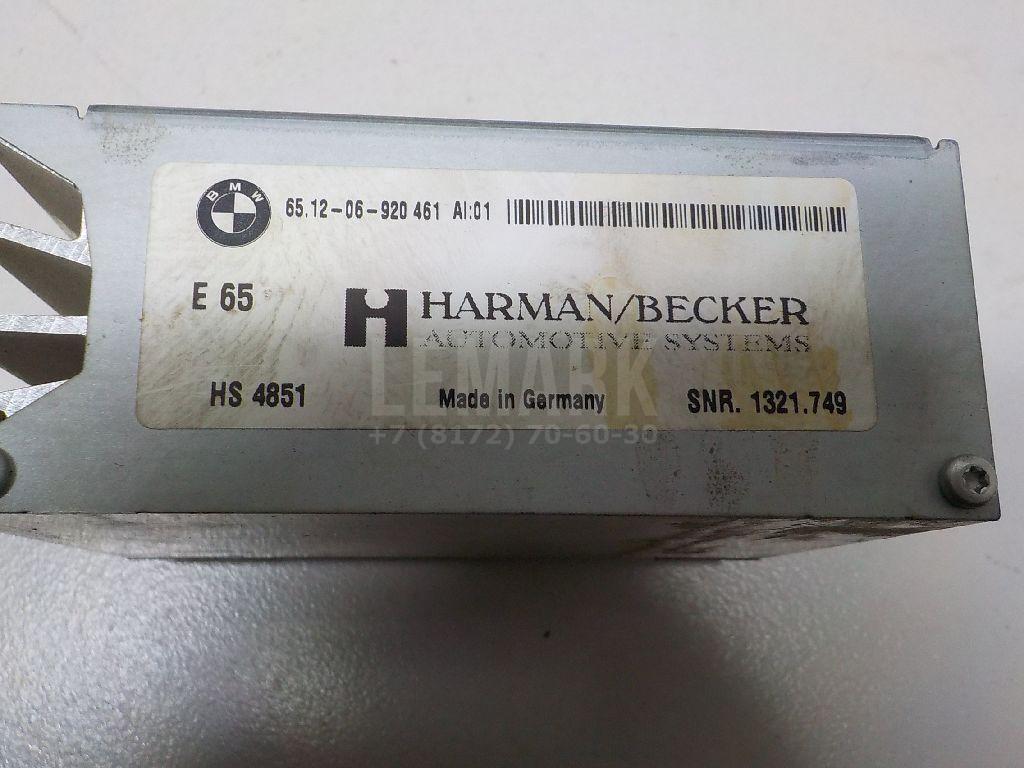 BMW
65.12-06-920 461 AI:01
E 65
HARMAN/BECKER
AUTOMOTIVE SYSTEMS
LEMARK
HS 4851 Made in Germany SNR. 1321.749
+7 (8172) 70-60-30